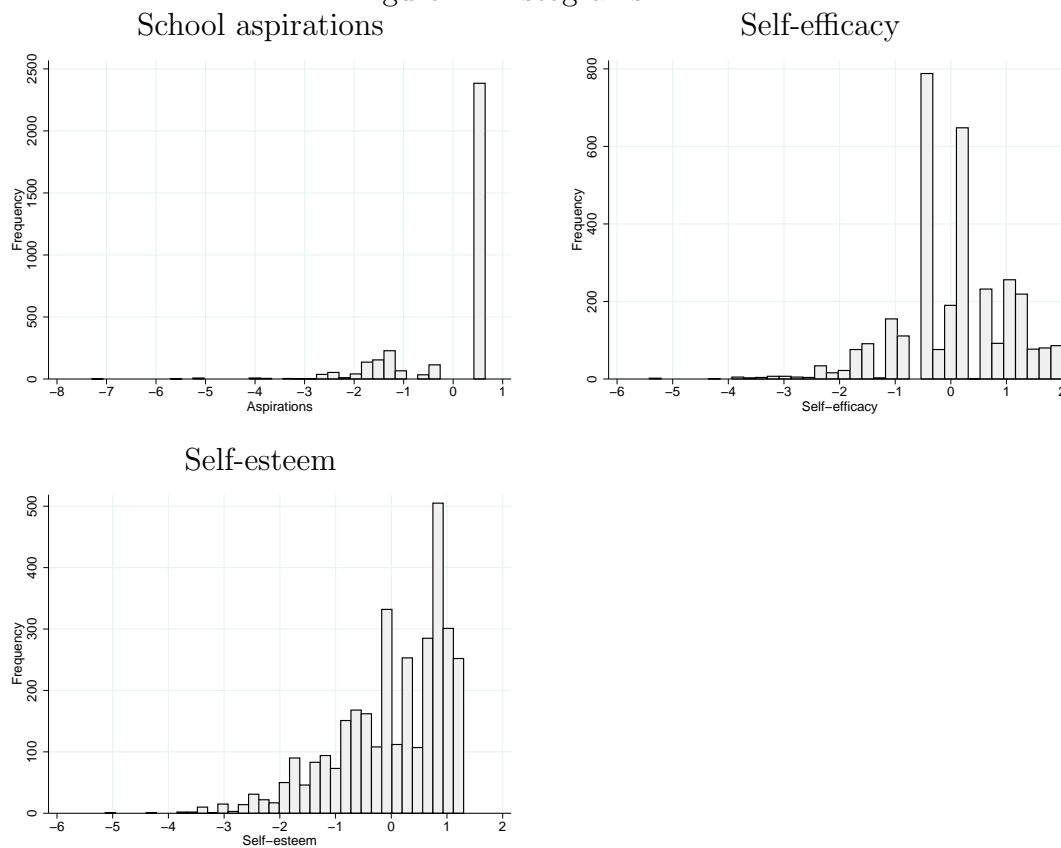 School aspirations
Self-efficacy
2500
2000
1500
1000
500
0
Frequency
−8 −7 −6 −5 −4 −3 −2 −1 0 1
Aspirations
800
600
400
200
0
Frequency
−6 −5 −4 −3 −2 −1 0 1 2
Self−efficacy
Self-esteem
500
400
300
200
100
0
Frequency
−6 −5 −4 −3 −2 −1 0 1 2
Self−esteem